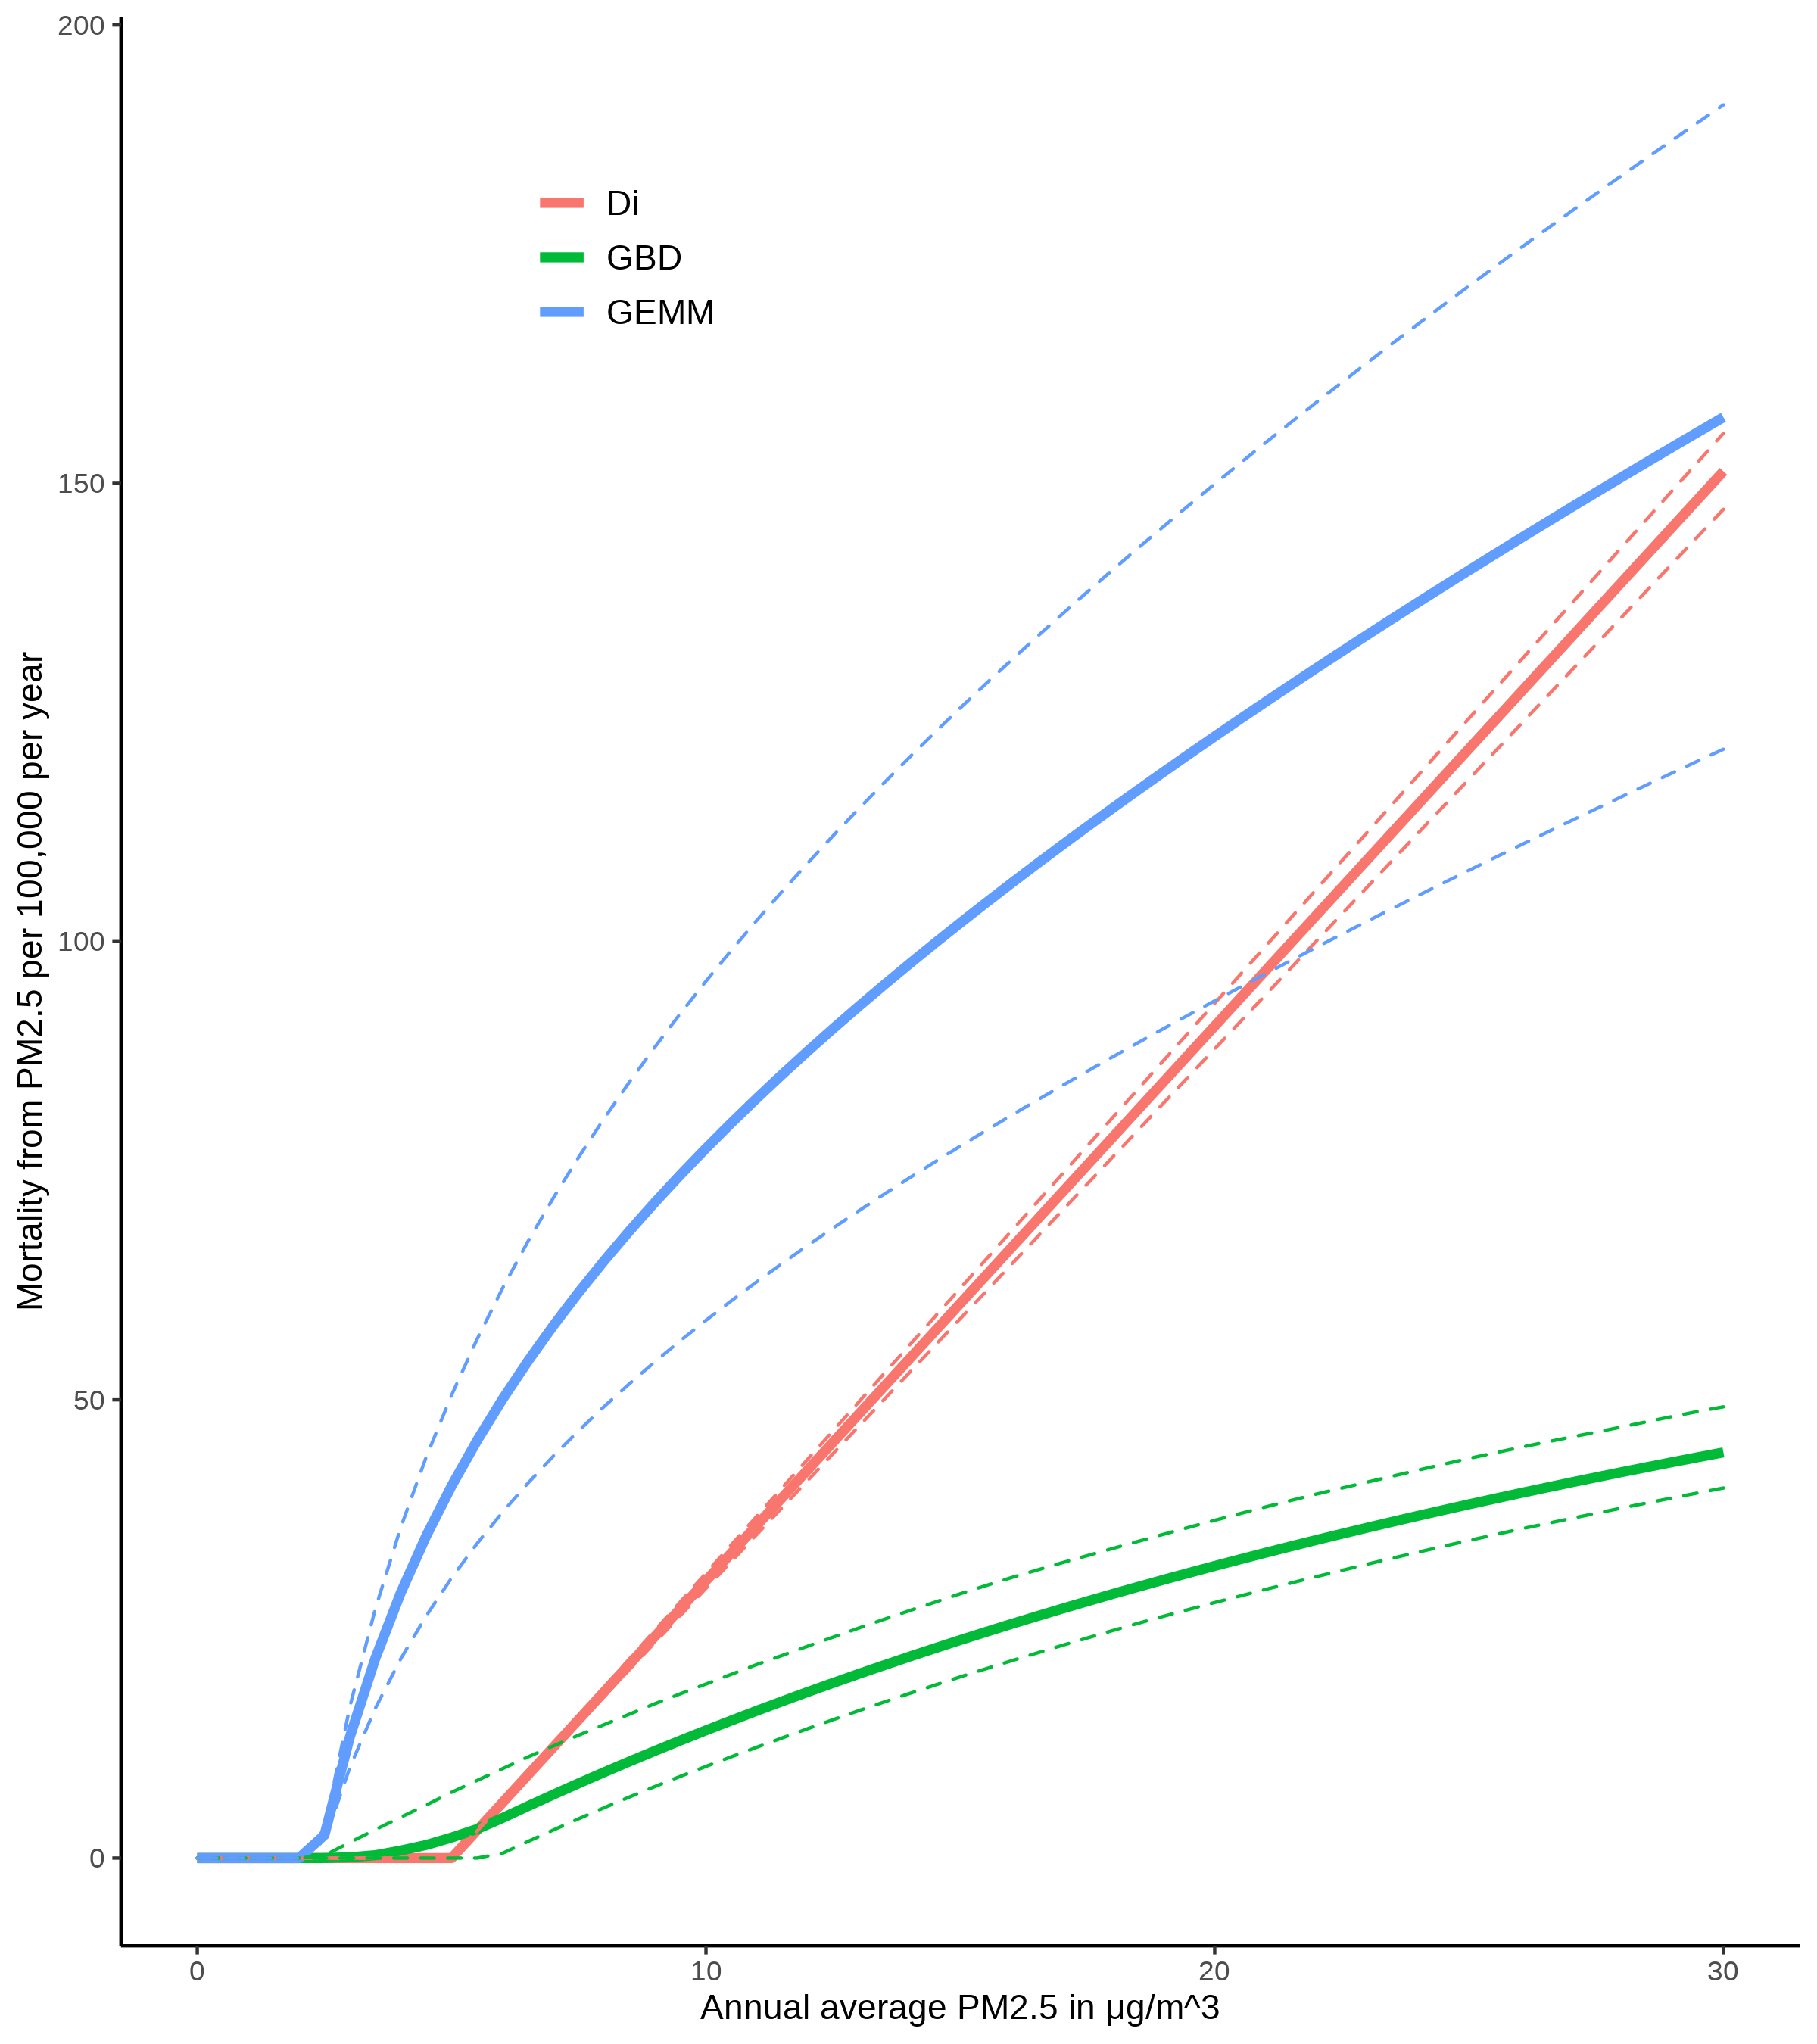 200
Di
GBD
GEMM
150
Mortality from PM2.5 per 100,000 per year
100
50
0
0 10 20 30
Annual average PM2.5 in μg/m^3